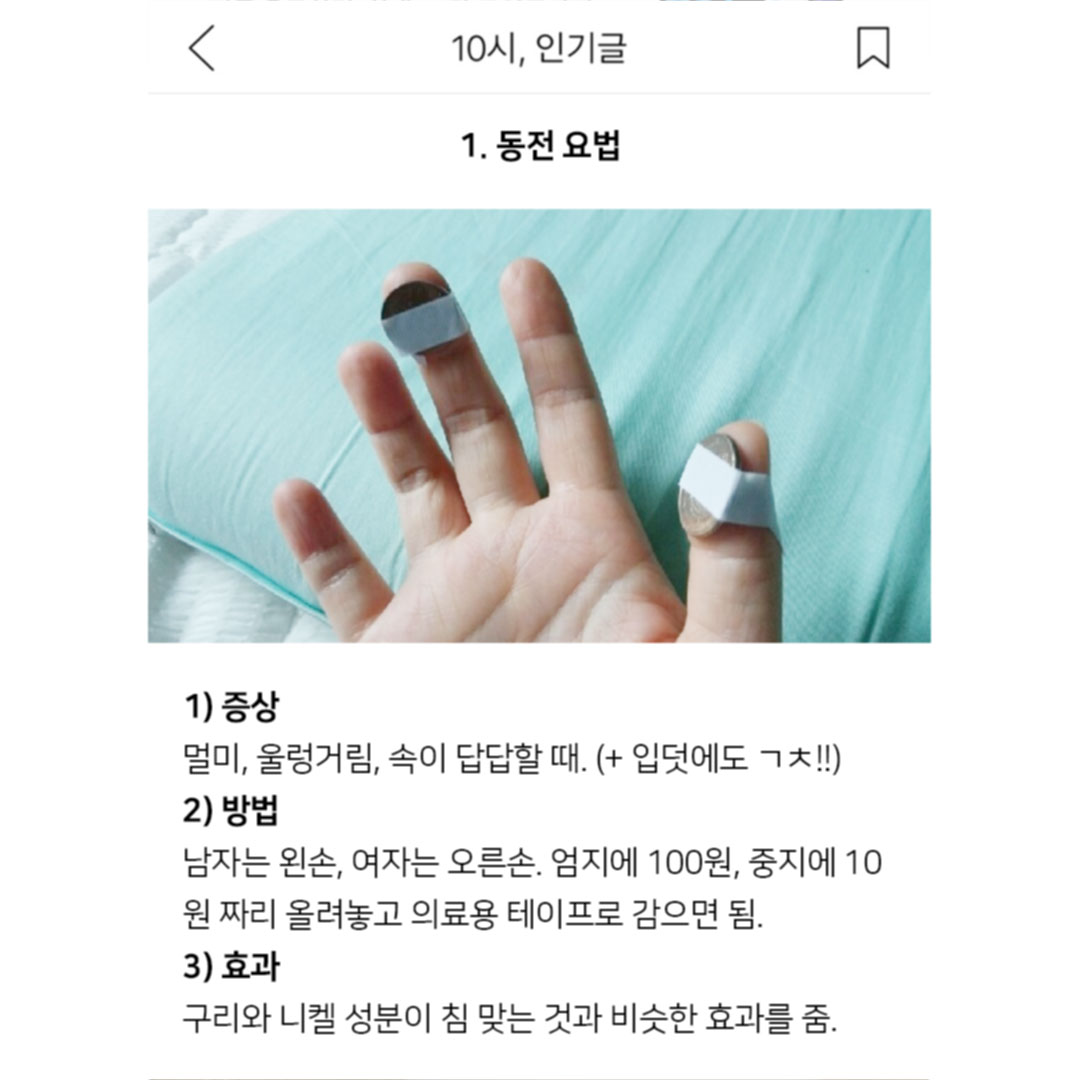 10시, 인기글
1. 동전 요법
1) 증상
멀미, 울렁거림, 속이 답답할 때. (+ 입덧에도 ㄱㅊ!!)
2) 방법
남자는 왼손, 여자는 오른손. 엄지에 100원, 중지에 10
원 짜리 올려놓고 의료용 테이프로 감으면 됨.
3) 효과
구리와 니켈 성분이 침 맞는 것과 비슷한 효과를 줌.